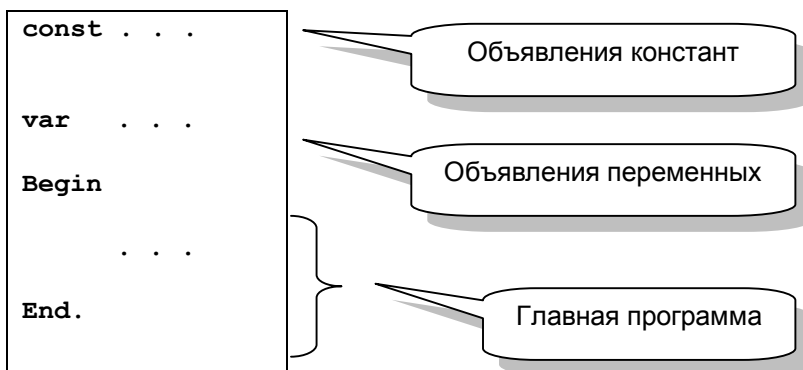 const . . .
Объявления констант
var . . .
Объявления переменных
Begin
. . .
End.
Главная программа